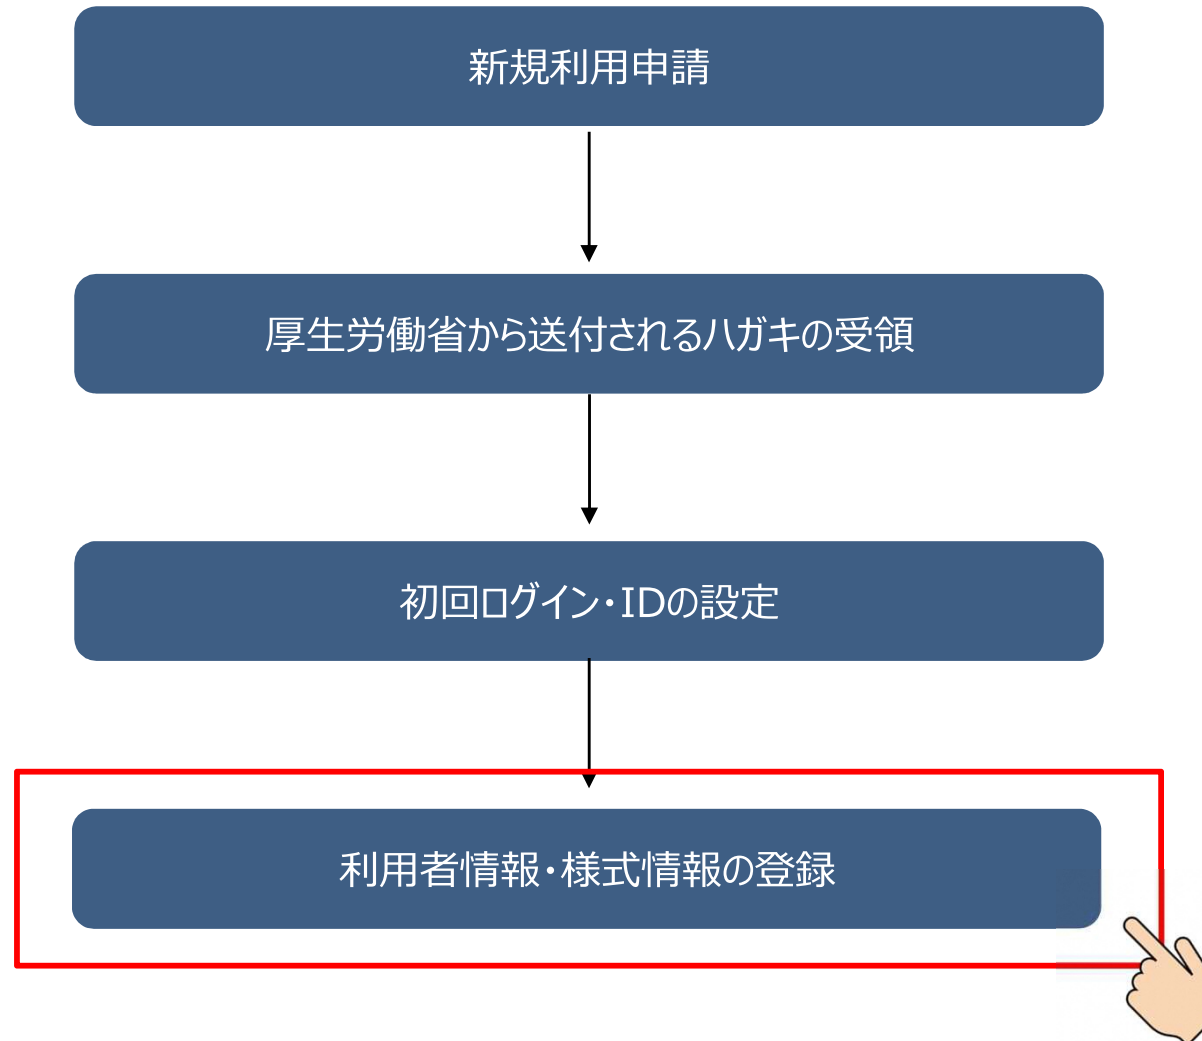 新規利用申請
厚生労働省から送付されるハガキの受領
初回ログイン・IDの設定
利用者情報・様式情報の登録